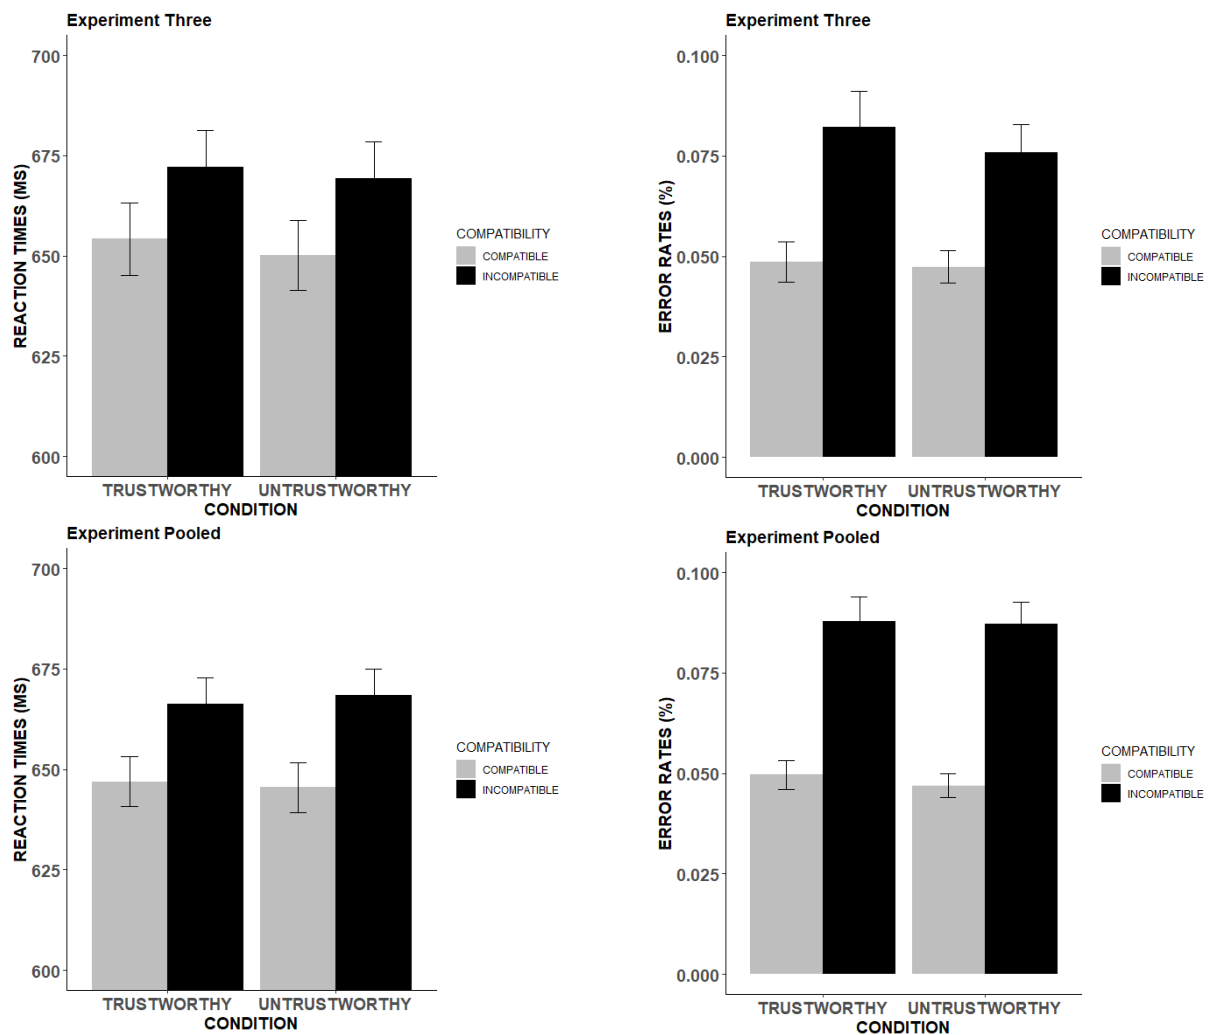 Experiment Three
REACTION TIMES (MS)
700
675
650
625
600
TRUSTWORTHY UNTRUSTWORTHY
CONDITION
COMPATIBILITY
COMPATIBLE
INCOMPATIBLE
Experiment Three
ERROR RATES (%)
0.100
0.075
0.050
0.025
0.000
TRUSTWORTHY UNTRUSTWORTHY
CONDITION
COMPATIBILITY
COMPATIBLE
INCOMPATIBLE
Experiment Pooled
REACTION TIMES (MS)
700
675
650
625
600
TRUSTWORTHY UNTRUSTWORTHY
CONDITION
COMPATIBILITY
COMPATIBLE
INCOMPATIBLE
Experiment Pooled
ERROR RATES (%)
0.100
0.075
0.050
0.025
0.000
TRUSTWORTHY UNTRUSTWORTHY
CONDITION
COMPATIBILITY
COMPATIBLE
INCOMPATIBLE